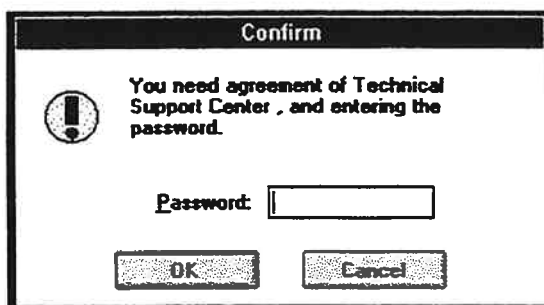 Confirm
You need agreement of Technical
Support Center , and entering the
password.
Password:
OK
Cancel